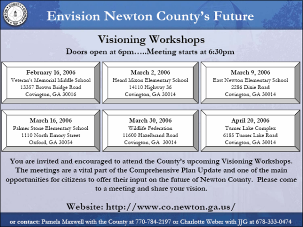 Envision Newton County's Future
Visioning Workshops
Doors open at 6pm.....Meeting starts at 6:30pm
February 16, 2006
Veteran's Memorial Middle School
13357 Brown Bridge Road
Covington, GA 30016
March 2, 2006
Heard Mixon Elementary School
14110 Highway 36
Covington, GA 30014
March 9, 2006
East Newton Elementary School
2286 Dixie Road
Covington, GA 30014
March 16, 2006
Palmer Stone Elementary School
1110 North Emory Street
Oxford, GA 30054
March 30, 2006
Wildlife Federation
11600 Hazelbrand Road
Covington, GA 30014
April 20, 2006
Turner Lake Complex
6185 Turner Lake Road
Covington, GA 30014
You are invited and encouraged to attend the County's upcoming Visioning Workshops.
The meetings are a vital part of the Comprehensive Plan Update and one of the main
opportunities for citizens to offer their input on the future of Newton County. Please come
to a meeting and share your vision.
Website: http://www.co.newton.ga.us/
or contact: Pamela Maxwell with the County at 770-784-2197 or Charlotte Weber with JJG at 678-333-0474